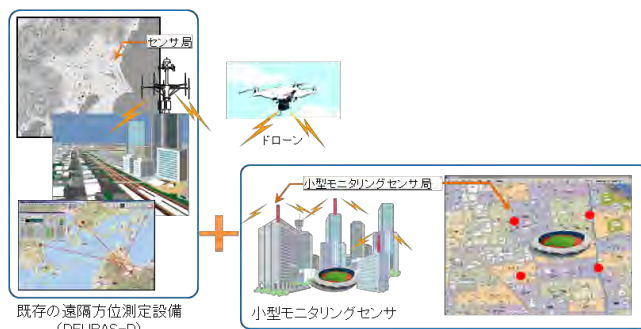 センサ局
ドローン
小型モニタリングセンサ局
小型モニタリングセンサ
既存の遠隔方位測定設備
(DEURAS-D)